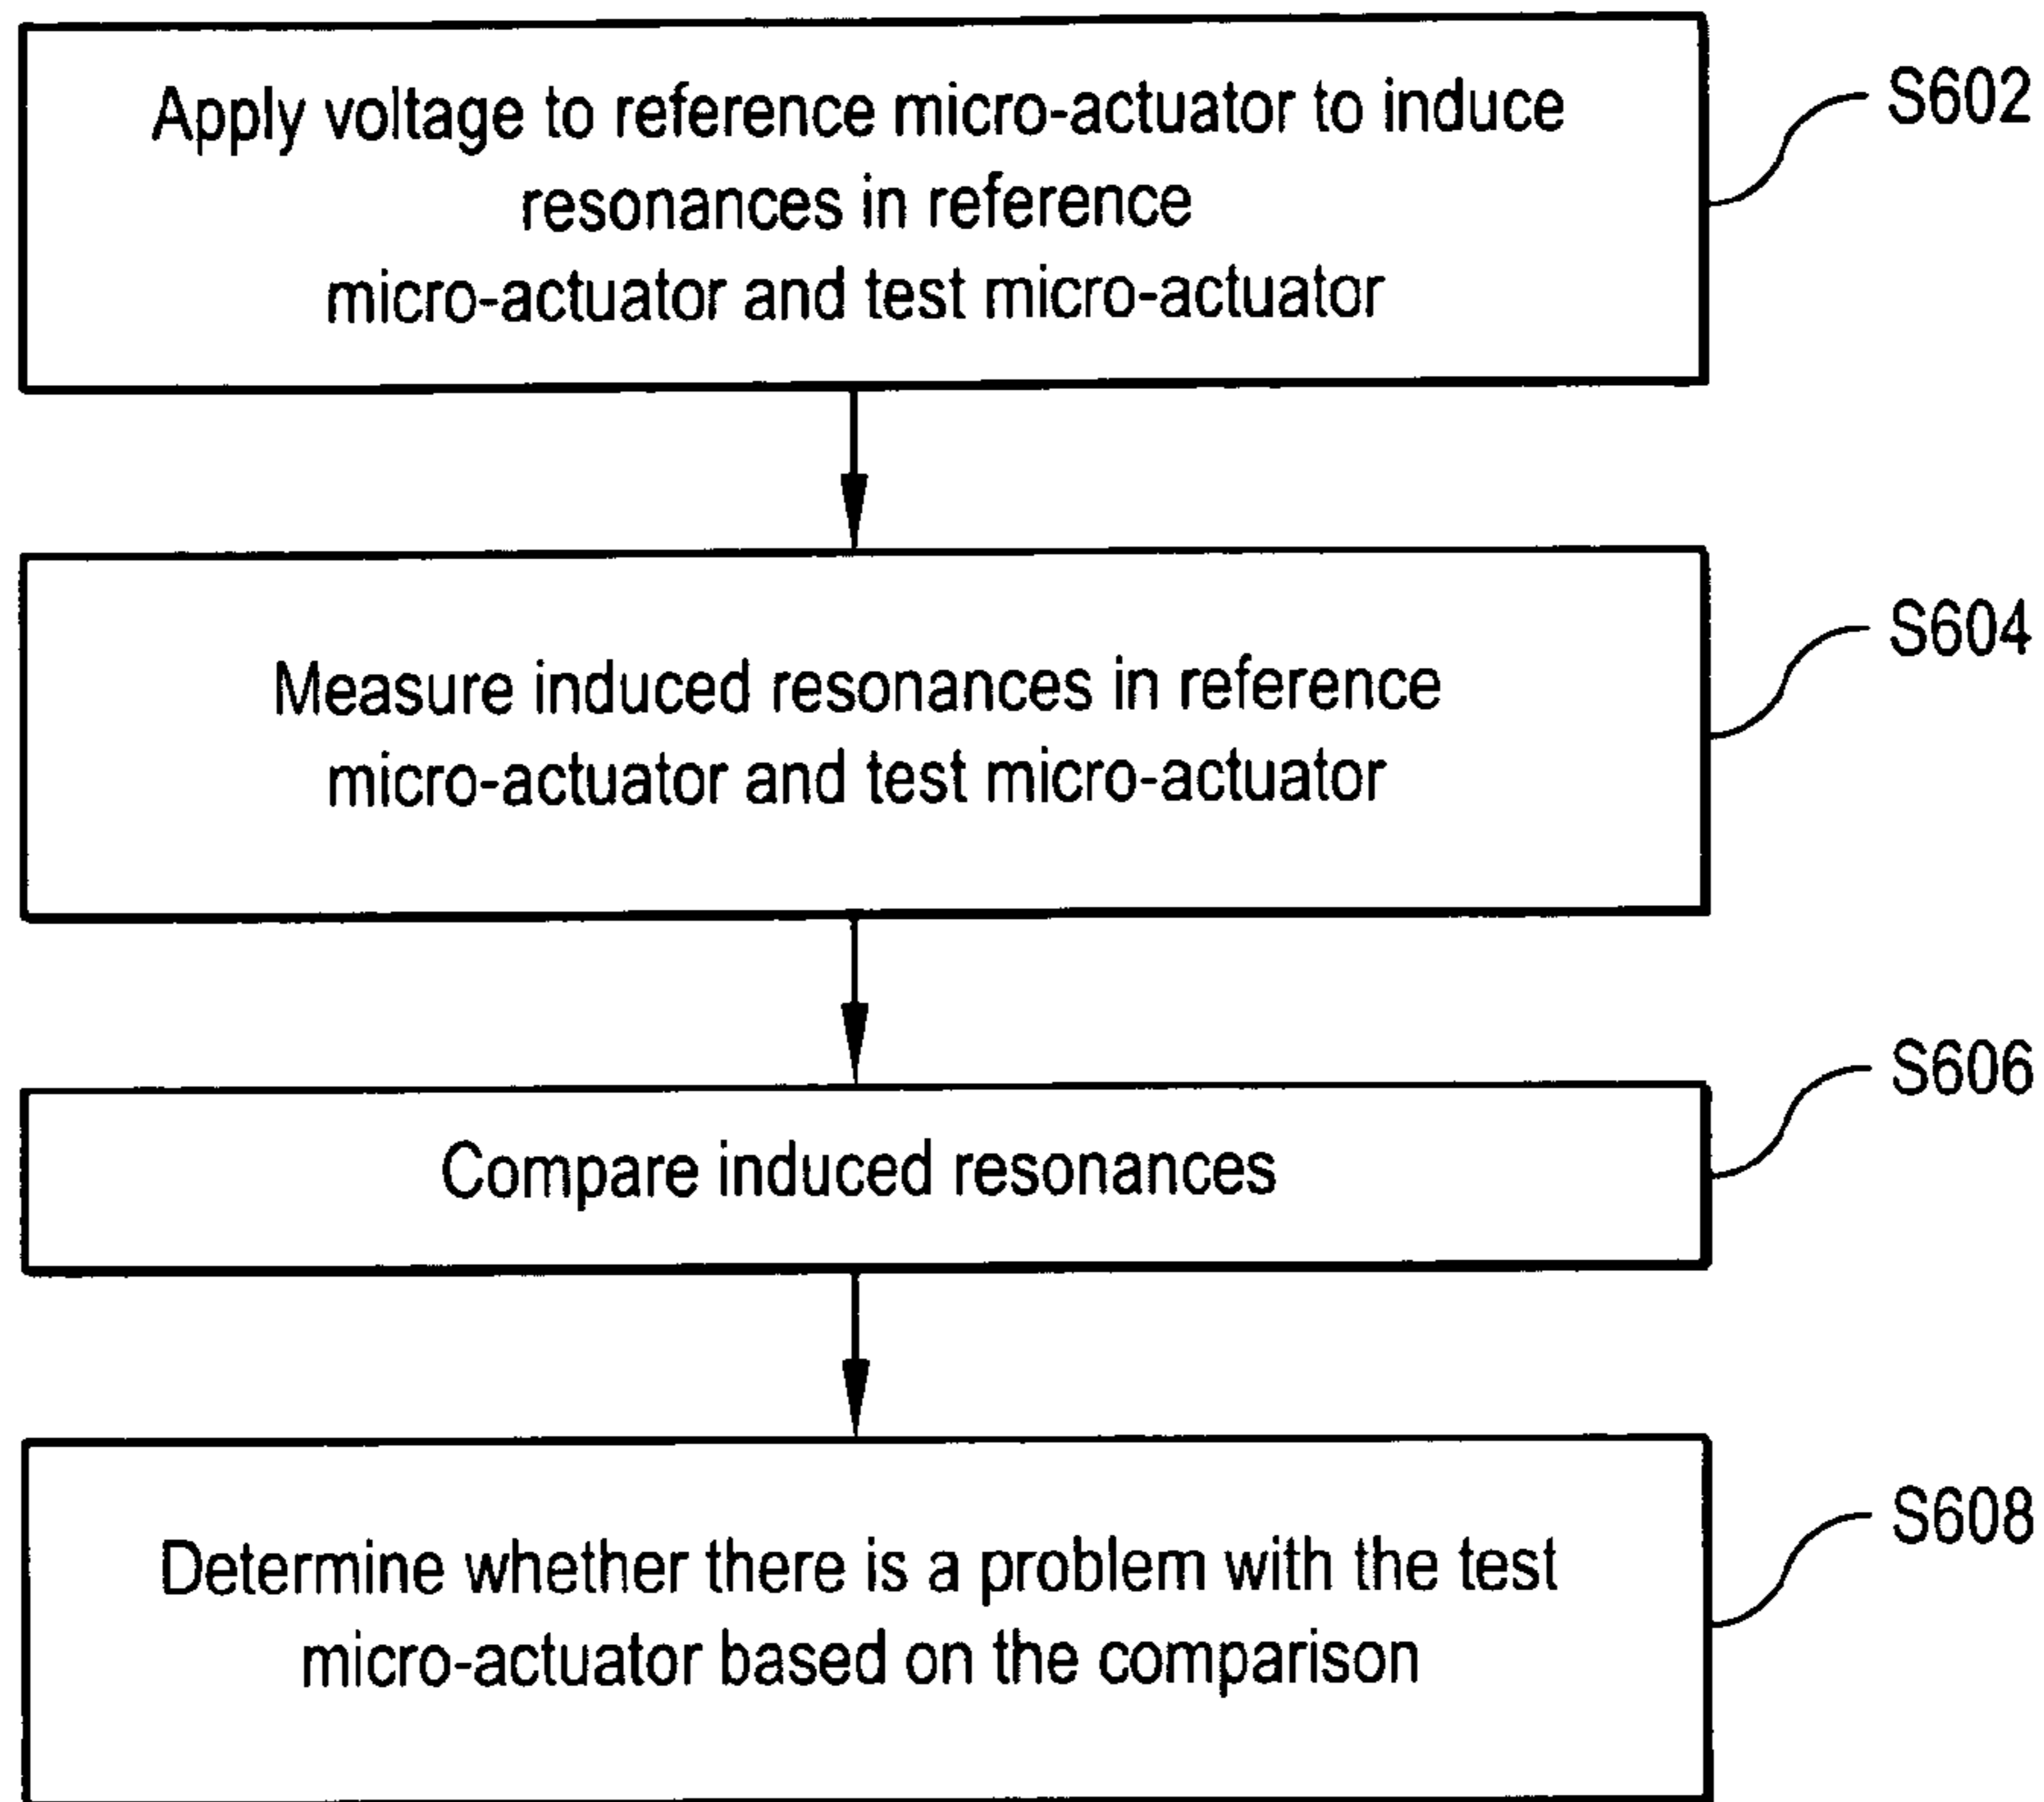 Apply voltage to reference micro-actuator to induce
resonances in reference
micro-actuator and test micro-actuator
S602
Measure induced resonances in reference
micro-actuator and test micro-actuator
S604
Compare induced resonances
S606
Determine whether there is a problem with the test
micro-actuator based on the comparison
S608